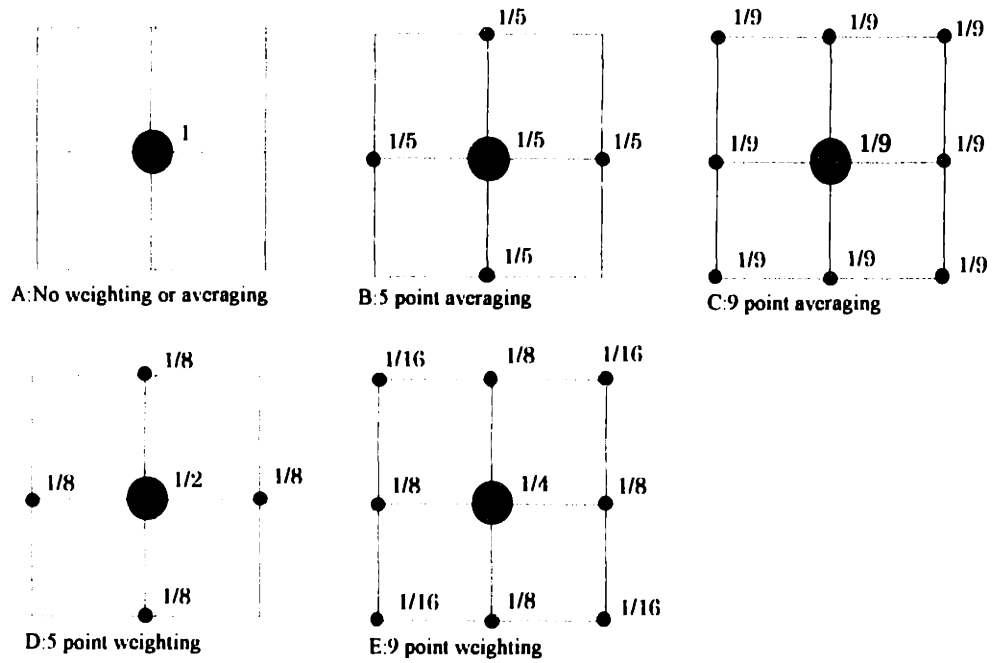 1
A:No weighting or averaging
1/5
1/5 1/5 1/5
1/5
B:5 point averaging
1/9 1/9 1/9
1/9 1/9 1/9
1/9 1/9 1/9
C:9 point averaging
1/8
1/8 1/2 1/8
1/8
D:5 point weighting
1/16 1/8 1/16
1/8 1/4 1/8
1/16 1/8 1/16
E:9 point weighting